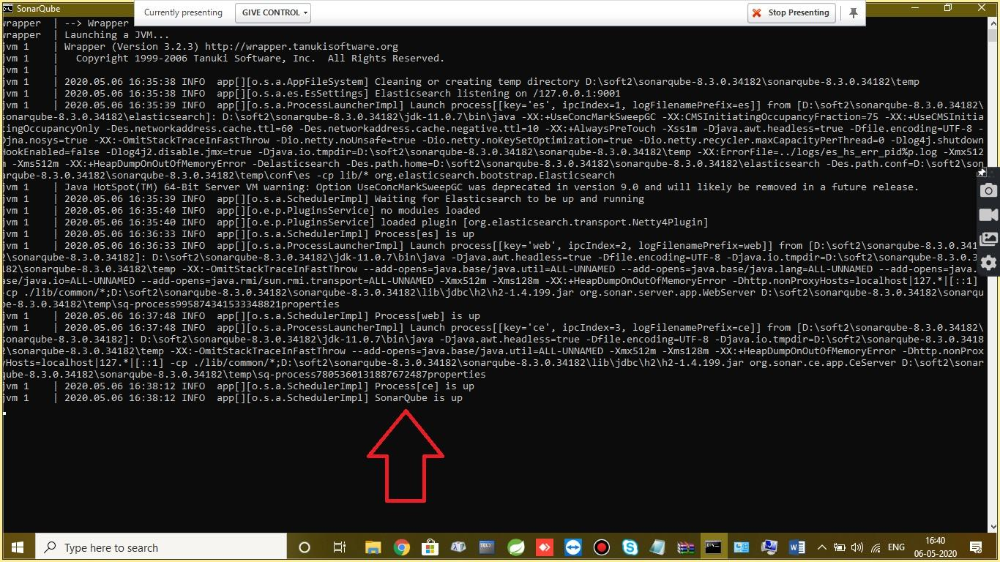 SonarQube
Currently presenting
GIVE CONTROL
Stop Presenting
wrapper | --> Wrapper
wrapper | Launching a JVM...
jvm 1 | Wrapper (Version 3.2.3) http://wrapper.tanukisoftware.org
jvm 1 | Copyright 1999-2006 Tanuki Software, Inc. All Rights Reserved.
jvm 1 |
jvm 1 | 2020.05.06 16:35:38 INFO app[][o.s.a.AppFileSystem] Cleaning or creating temp directory D:\soft2\sonarqube-8.3.0.34182\sonarqube-8.3.0.34182\temp
jvm 1 | 2020.05.06 16:35:38 INFO app[][o.s.a.es.EsSettings] Elasticsearch listening on /127.0.0.1:9001
jvm 1 | 2020.05.06 16:35:39 INFO app[][o.s.a.ProcessLauncherImpl] Launch process[[key='es', ipcIndex=1, logFilenamePrefix=es]] from [D:\soft2\sonarqube-8.3.0.34182\
sonarqube-8.3.0.34182\elasticsearch]: D:\soft2\sonarqube-8.3.0.34182\jdk-11.0.7\bin\java -XX:+UseConcMarkSweepGC -XX:CMSInitiatingOccupancyFraction=75 -XX:+UseCMSInitia
tingOccupancyOnly -Des.networkaddress.cache.ttl=60 -Des.networkaddress.cache.negative.ttl=10 -XX:+AlwaysPreTouch -Xss1m -Djava.awt.headless=true -Dfile.encoding=UTF-8 -
Djna.nosys=true -XX:-OmitStackTraceInFastThrow -Dio.netty.noUnsafe=true -Dio.netty.noKeySetOptimization=true -Dio.netty.recycler.maxCapacityPerThread=0 -Dlog4j.shutdown
HookEnabled=false -Dlog4j2.disable.jmx=true -Djava.io.tmpdir=D:\soft2\sonarqube-8.3.0.34182\sonarqube-8.3.0.34182\temp -XX:ErrorFile=../logs/es_hs_err_pid%p.log -Xmx512
m -Xms512m -XX:+HeapDumpOnOutOfMemoryError -Delasticsearch -Des.path.home=D:\soft2\sonarqube-8.3.0.34182\sonarqube-8.3.0.34182\elasticsearch -Des.path.conf=D:\soft2\son
arqube-8.3.0.34182\sonarqube-8.3.0.34182\temp\conf\es -cp lib/* org.elasticsearch.bootstrap.Elasticsearch
jvm 1 | Java HotSpot(TM) 64-Bit Server VM warning: Option UseConcMarkSweepGC was deprecated in version 9.0 and will likely be removed in a future release.
jvm 1 | 2020.05.06 16:35:39 INFO app[][o.s.a.SchedulerImpl] Waiting for Elasticsearch to be up and running
jvm 1 | 2020.05.06 16:35:40 INFO app[][o.e.p.PluginsService] no modules loaded
jvm 1 | 2020.05.06 16:35:40 INFO app[][o.e.p.PluginsService] loaded plugin [org.elasticsearch.transport.Netty4Plugin]
jvm 1 | 2020.05.06 16:36:33 INFO app[][o.s.a.SchedulerImpl] Process[es] is up
jvm 1 | 2020.05.06 16:36:33 INFO app[][o.s.a.ProcessLauncherImpl] Launch process[[key='web', ipcIndex=2, logFilenamePrefix=web]] from [D:\soft2\sonarqube-8.3.0.341
2\sonarqube-8.3.0.34182]: D:\soft2\sonarqube-8.3.0.34182\jdk-11.0.7\bin\java -Djava.awt.headless=true -Dfile.encoding=UTF-8 -Djava.io.tmpdir=D:\soft2\sonarqube-8.3.0.3
182\sonarqube-8.3.0.34182\temp -XX:-OmitStackTraceInFastThrow --add-opens=java.base/java.util=ALL-UNNAMED --add-opens=java.base/java.lang=ALL-UNNAMED --add-opens=java.
ase/java.io=ALL-UNNAMED --add-opens=java.rmi/sun.rmi.transport=ALL-UNNAMED -Xmx512m -Xms128m -XX:+HeapDumpOnOutOfMemoryError -Dhttp.nonProxyHosts=localhost|127.*|[::1]
-cp ./lib/common/*;D:\soft2\sonarqube-8.3.0.34182\sonarqube-8.3.0.34182\lib\jdbc\h2\h2-1.4.199.jar org.sonar.server.app.WebServer D:\soft2\sonarqube-8.3.0.34182\sonarqu
be-8.3.0.34182\temp\sq-process995874341533348821properties
jvm 1 | 2020.05.06 16:37:48 INFO app[][o.s.a.SchedulerImpl] Process[web] is up
jvm 1 | 2020.05.06 16:37:48 INFO app[][o.s.a.ProcessLauncherImpl] Launch process[[key='ce', ipcIndex=3, logFilenamePrefix=ce]] from [D:\soft2\sonarqube-8.3.0.34182\
sonarqube-8.3.0.34182]: D:\soft2\sonarqube-8.3.0.34182\jdk-11.0.7\bin\java -Djava.awt.headless=true -Dfile.encoding=UTF-8 -Djava.io.tmpdir=D:\soft2\sonarqube-8.3.0.3418
2\sonarqube-8.3.0.34182\temp -XX:-OmitStackTraceInFastThrow --add-opens=java.base/java.util=ALL-UNNAMED -Xmx512m -Xms128m -XX:+HeapDumpOnOutOfMemoryError -Dhttp.nonProx
yHosts=localhost|127.*|[::1] -cp ./lib/common/*;D:\soft2\sonarqube-8.3.0.34182\sonarqube-8.3.0.34182\lib\jdbc\h2\h2-1.4.199.jar org.sonar.ce.app.CeServer D:\soft2\sonar
qube-8.3.0.34182\sonarqube-8.3.0.34182\temp\sq-process7805360131887672487properties
jvm 1 | 2020.05.06 16:38:12 INFO app[][o.s.a.SchedulerImpl] Process[ce] is up
jvm 1 | 2020.05.06 16:38:12 INFO app[][o.s.a.SchedulerImpl] SonarQube is up
Type here to search
ENG
16:40
06-05-2020